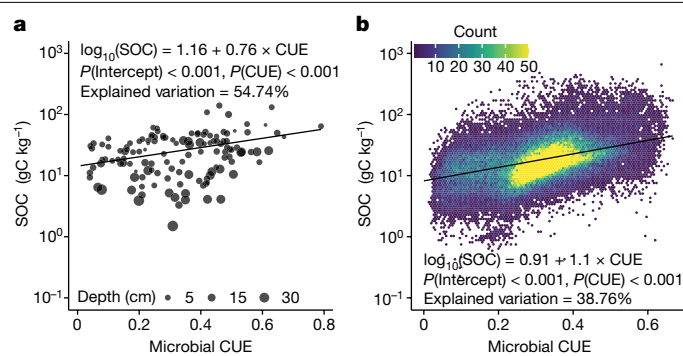 a
log₁₀(SOC) = 1.16 + 0.76 × CUE
P(Intercept) < 0.001, P(CUE) < 0.001
Explained variation = 54.74%
10³
10²
10¹
10⁰
10⁻¹
SOC (gC kg⁻¹)
Depth (cm) 5 15 30
0 0.2 0.4 0.6 0.8
Microbial CUE
b
Count
10 20 30 40 50
10³
10²
10¹
10⁰
10⁻¹
SOC (gC kg⁻¹)
log₁₀(SOC) = 0.91 + 1.1 × CUE
P(Intercept) < 0.001, P(CUE) < 0.001
Explained variation = 38.76%
0 0.2 0.4 0.6
Microbial CUE